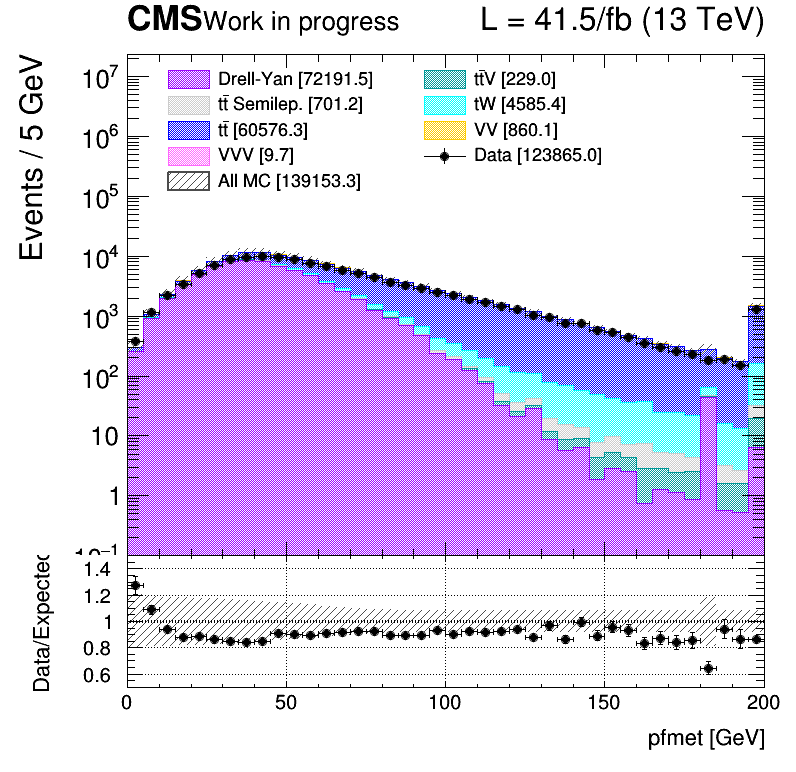 CMS Work in progress L = 41.5/fb (13 TeV)
Events / 5 GeV
10⁷
10⁶
10⁵
10⁴
10³
10²
10
1
10⁻¹
Drell-Yan [72191.5]
tt̄ Semilep. [701.2]
tt̄ [60576.3]
VVV [9.7]
All MC [139153.3]
tt̄V [229.0]
tW [4585.4]
VV [860.1]
Data [123865.0]
Data/Expected
1.4
1.2
1
0.8
0.6
0 50 100 150 200
pfmet [GeV]